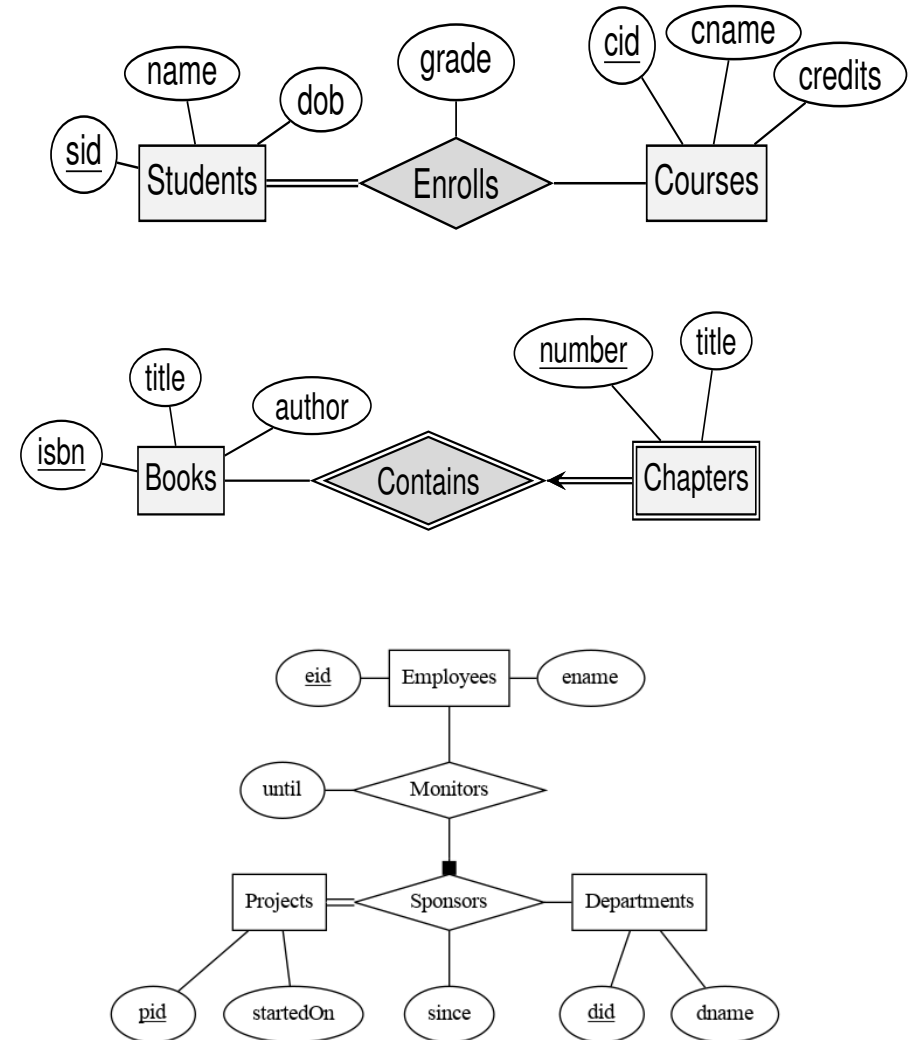 name
dob
sid
Students
grade
Enrolls
cid
cname
credits
Courses
title
author
isbn
Books
Contains
number
title
Chapters
eid
Employees
ename
until
Monitors
Projects
Sponsors
Departments
pid
startedOn
since
did
dname